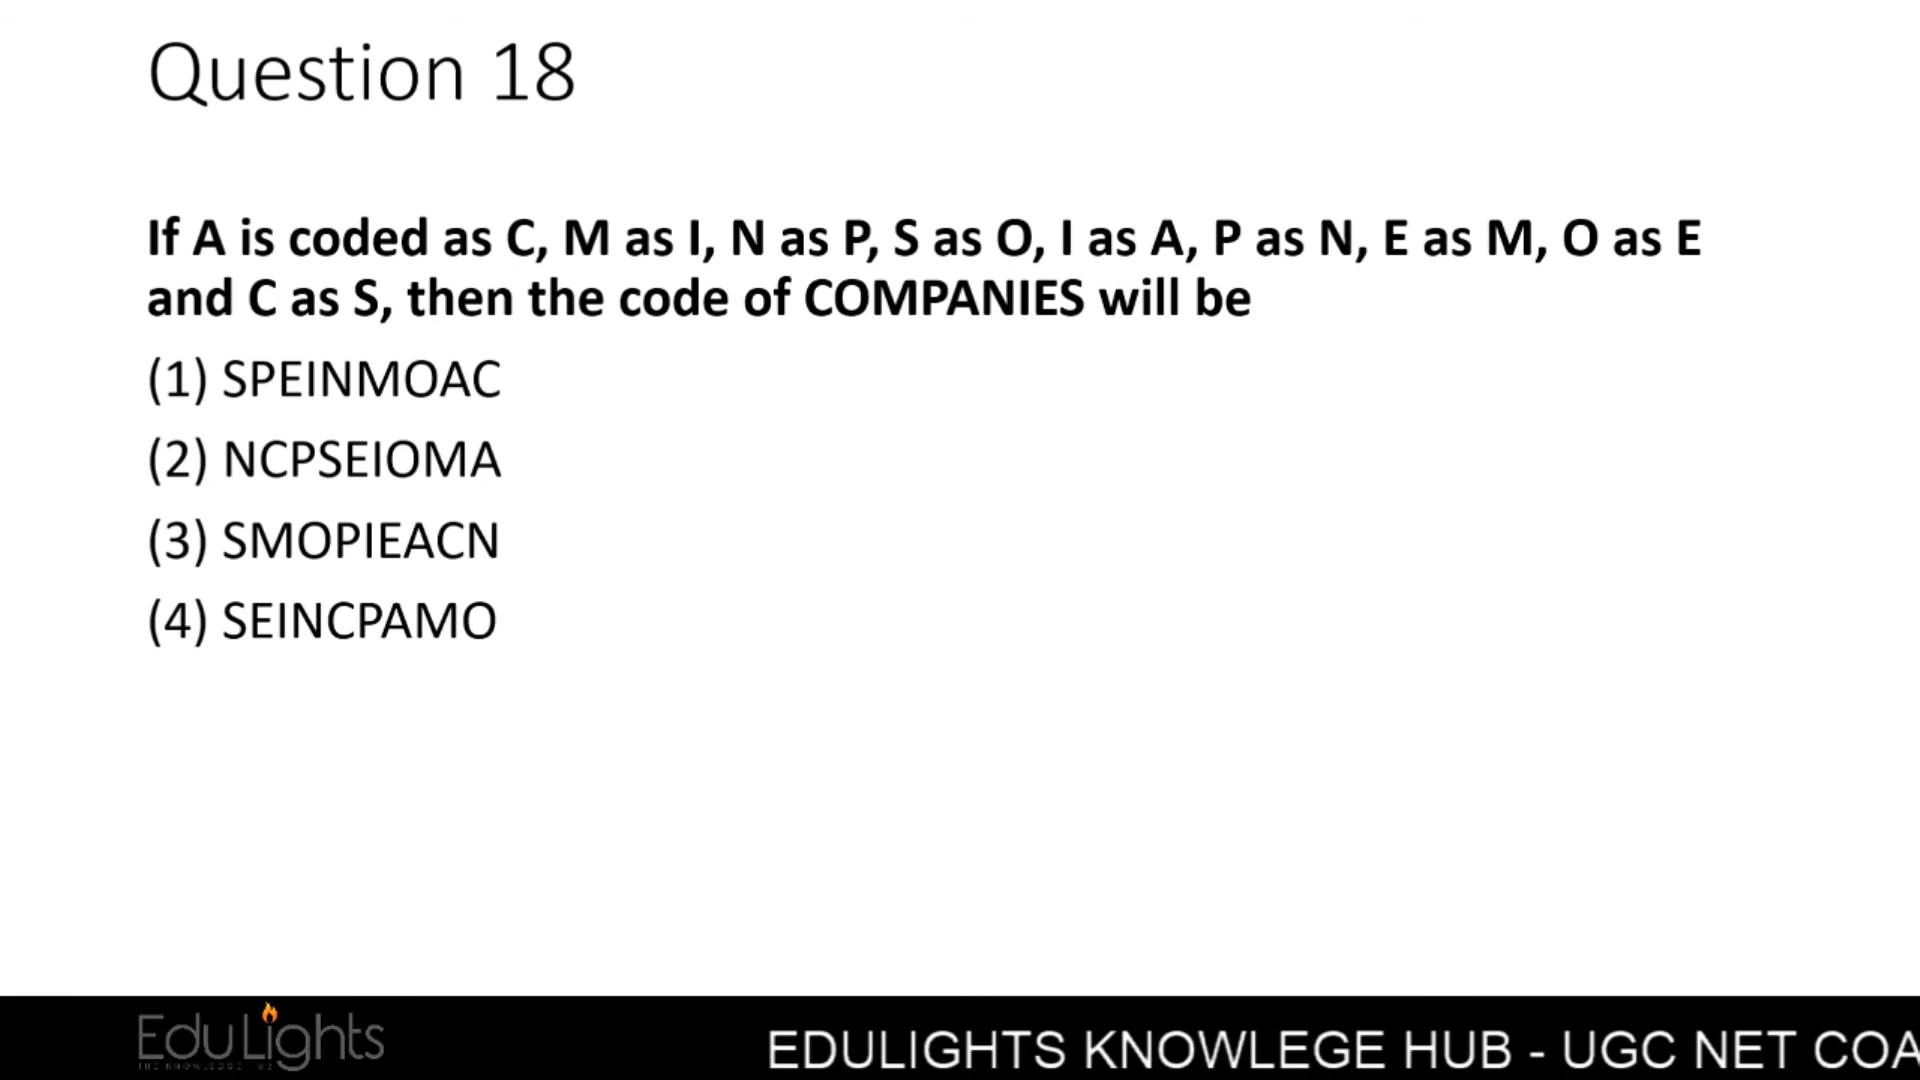 Question 18
If A is coded as C, M as I, N as P, S as O, I as A, P as N, E as M, O as E
and C as S, then the code of COMPANIES will be
(1) SPEINMOAC
(2) NCPSEIOMA
(3) SMOPIEACN
(4) SEINCPAMO
EduLights
EDULIGHTS KNOWLEGE HUB - UGC NET COA